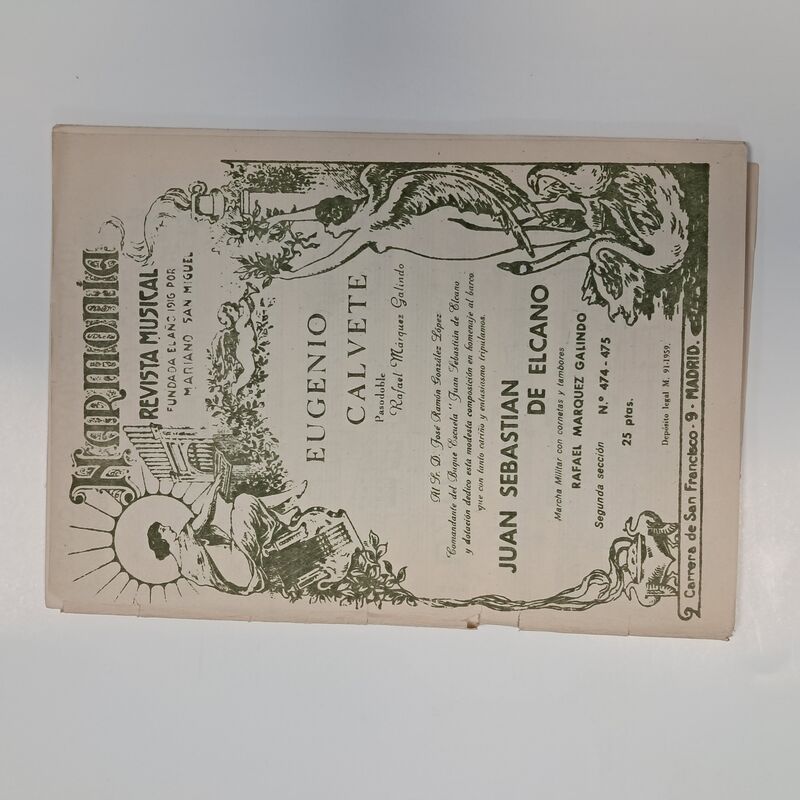 Harmonía
REVISTA MUSICAL
FUNDADA EL AÑO 1916 POR
MARIANO SAN MIGUEL
EUGENIO
CALVETE
Pasodoble
Rafael Márquez Galindo
Al Sr. D. José Ramón González López
Comandante del Buque Escuela "Juan Sebastián de Elcano
y dotación dedico esta modesta composición en homenaje al barco
que con tanto cariño y entusiasmo tripulamos.
JUAN SEBASTIAN
DE ELCANO
Marcha Militar con cornetas y tambores
RAFAEL MARQUEZ GALINDO
Segunda sección N.º 474-475
25 ptas.
Depósito legal M. 91-1959.
Carrera de San Francisco - 9 - MADRID.